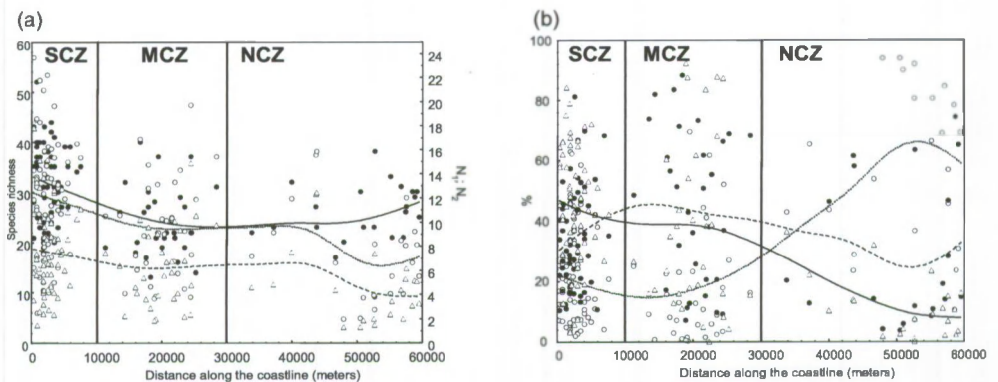 (a)
SCZ MCZ NCZ
60
50
40
30
20
10
0
Species richness
24
22
20
18
16
14
12
10
8
6
4
2
0
N₁; N₂
0 10000 20000 30000 40000 50000 60000
Distance along the coastline (meters)
(b)
SCZ MCZ NCZ
100
80
60
40
20
0
%
0 10000 20000 30000 40000 50000 60000
Distance along the coastline (meters)